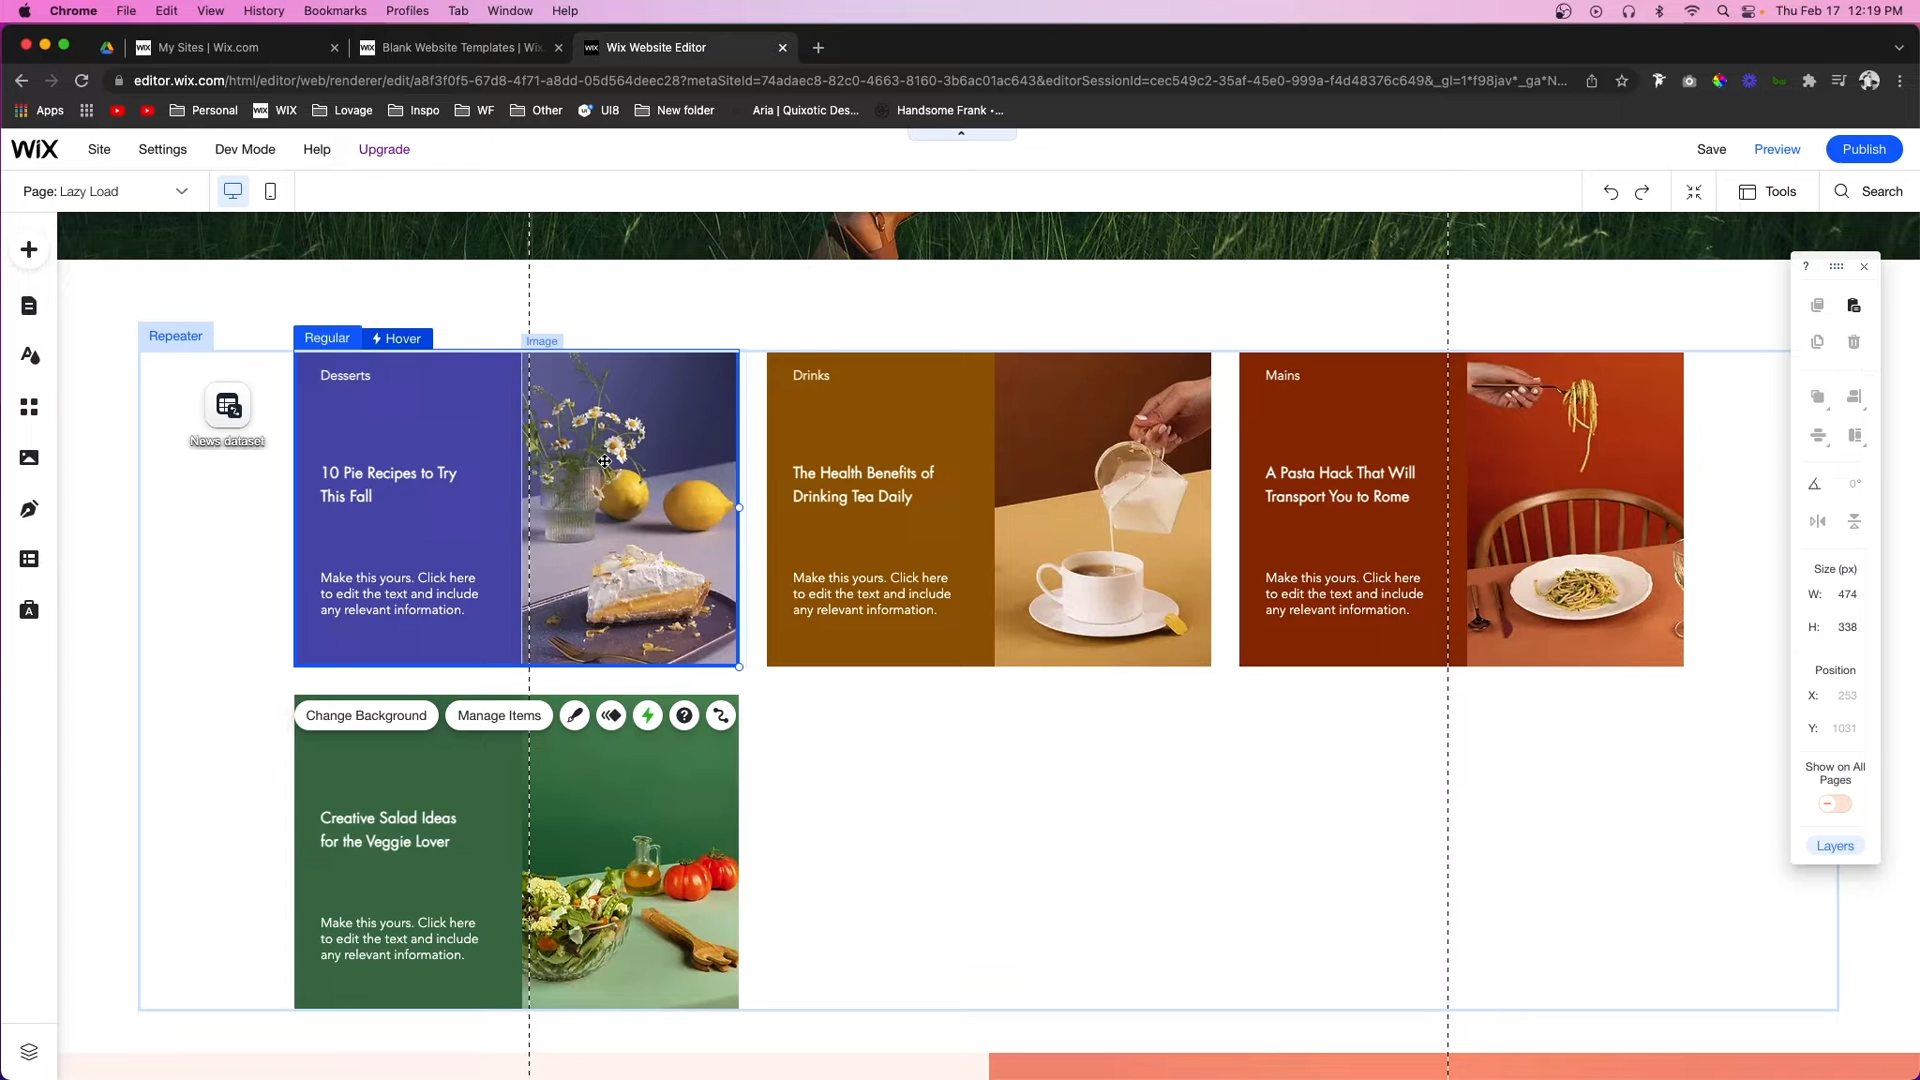 Chrome File Edit View History Bookmarks Profiles Tab Window Help
Thu Feb 17 12:19 PM
WIX My Sites | Wix.com
WIX Blank Website Templates | Wix
WIX Wix Website Editor
editor.wix.com/html/editor/web/renderer/edit/a8f3f0f5-67d8-4f71-a8dd-05d564deec28?metaSiteId=74adaec8-82c0-4663-8160-3b6ac01ac643&editorSessionId=cec549c2-35af-45e0-999a-f4d48376c649&_gl=1*f98jav*_ga*N...
Apps Personal WIX WIX Lovage Inspo WF Other UI8 New folder Aria | Quixotic Des... Handsome Frank •...
WIX Site Settings Dev Mode Help Upgrade Save Preview Publish
Page: Lazy Load Tools Search
Repeater
Regular Hover
Image
News dataset
Desserts
10 Pie Recipes to Try
This Fall
Make this yours. Click here
to edit the text and include
any relevant information.
Drinks
The Health Benefits of
Drinking Tea Daily
Make this yours. Click here
to edit the text and include
any relevant information.
Mains
A Pasta Hack That Will
Transport You to Rome
Make this yours. Click here
to edit the text and include
any relevant information.
Change Background Manage Items ?
Creative Salad Ideas
for the Veggie Lover
Make this yours. Click here
to edit the text and include
any relevant information.
?
0°
Size (px)
W: 474
H: 338
Position
X: 253
Y: 1031
Show on All
Pages
Layers